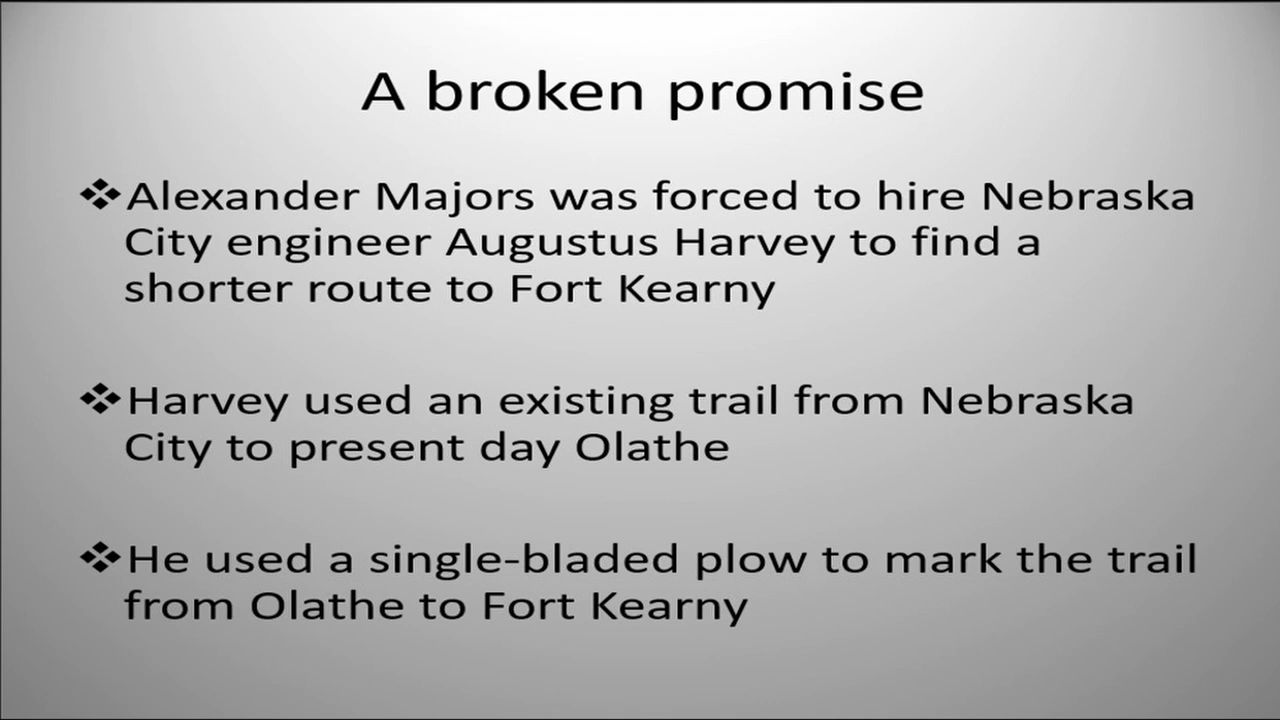 A broken promise
❖Alexander Majors was forced to hire Nebraska
City engineer Augustus Harvey to find a
shorter route to Fort Kearny
❖Harvey used an existing trail from Nebraska
City to present day Olathe
❖He used a single-bladed plow to mark the trail
from Olathe to Fort Kearny